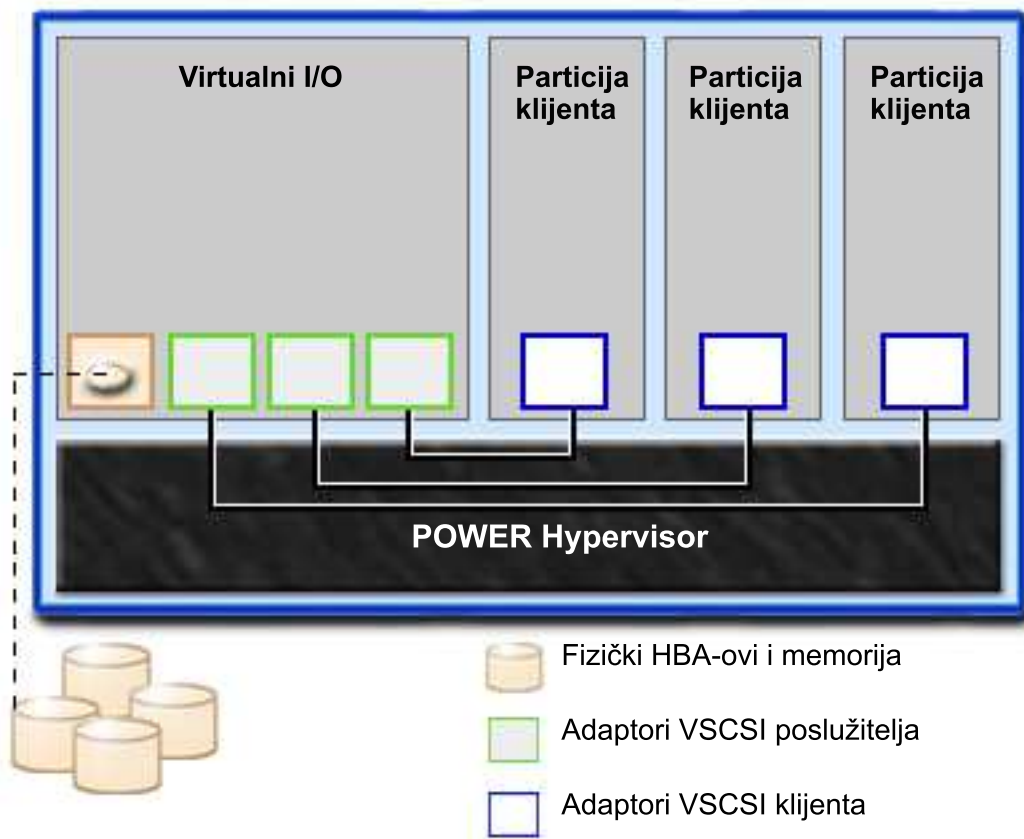 Virtualni I/O
Particija
klijenta
Particija
klijenta
Particija
klijenta
POWER Hypervisor
Fizički HBA-ovi i memorija
Adaptori VSCSI poslužitelja
Adaptori VSCSI klijenta